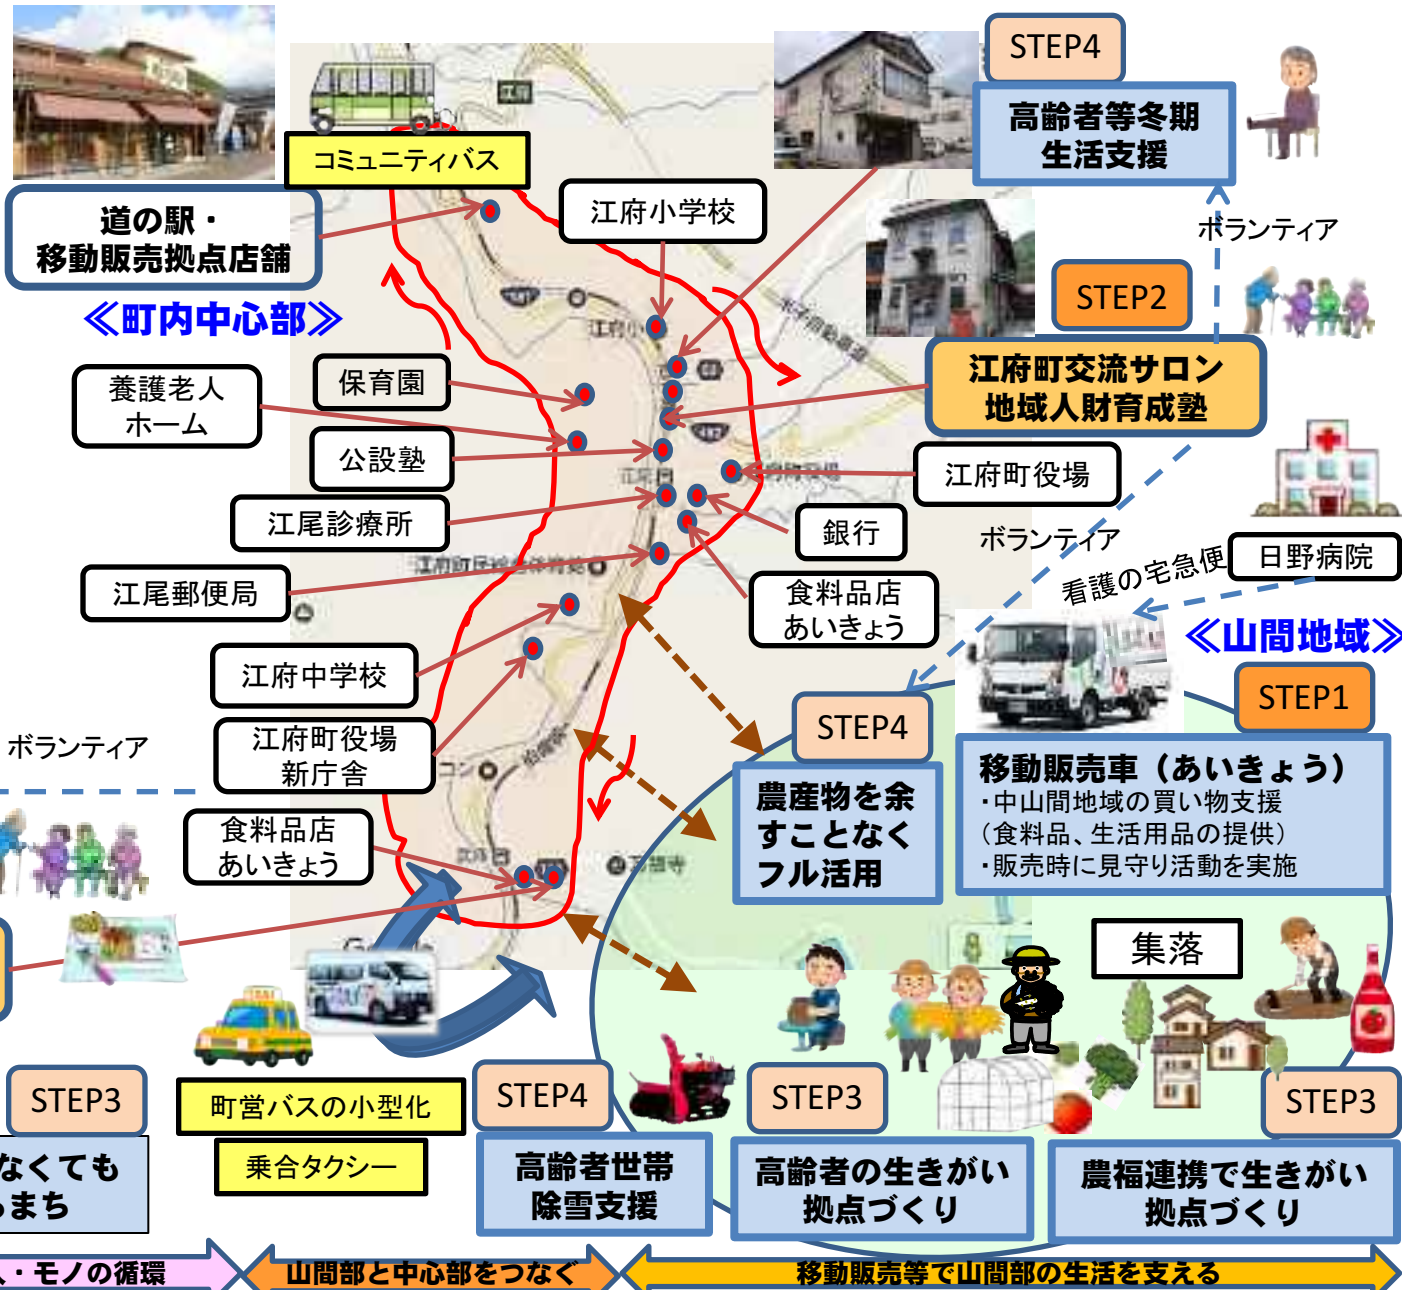 STEP4
高齢者等冬期
生活支援
コミュニティバス
道の駅・
移動販売拠点店舗
江府小学校
ボランティア
STEP2
≪町内中心部≫
江府町交流サロン
地域人財育成塾
養護老人
ホーム
保育園
公設塾
江府町役場
江尾診療所
銀行
ボランティア
看護の宅急便
日野病院
江尾郵便局
食料品店
あいきょう
≪山間地域≫
江府中学校
STEP1
STEP4
江府町役場
新庁舎
ボランティア
移動販売車（あいきょう）
・中山間地域の買い物支援
（食料品、生活用品の提供）
・販売時に見守り活動を実施
農産物を余
すことなく
フル活用
食料品店
あいきょう
集落
TAXI
STEP3
町営バスの小型化
乗合タクシー
STEP4
高齢者世帯
除雪支援
STEP3
高齢者の生きがい
拠点づくり
STEP3
農福連携で生きがい
拠点づくり
なくても
まち
・モノの循環
山間部と中心部をつなぐ
移動販売等で山間部の生活を支える